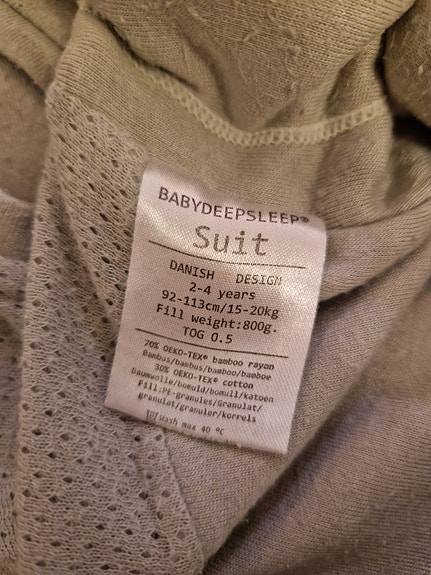 BABYDEEPSLEEP®
Suit
DANISH DESIGN
2-4 years
92-113cm/15-20kg
Fill weight:800g.
TOG 0.5
70% OEKO-TEX® bamboo rayon
Bambus/bambus/bamboo/bamboe
30% OEKO-TEX® cotton
baumwolle/bomuld/bomull/katoen
Fill:PE-granules/Granulat/
granulat/granuler/korrels
Wash max 40 ºC